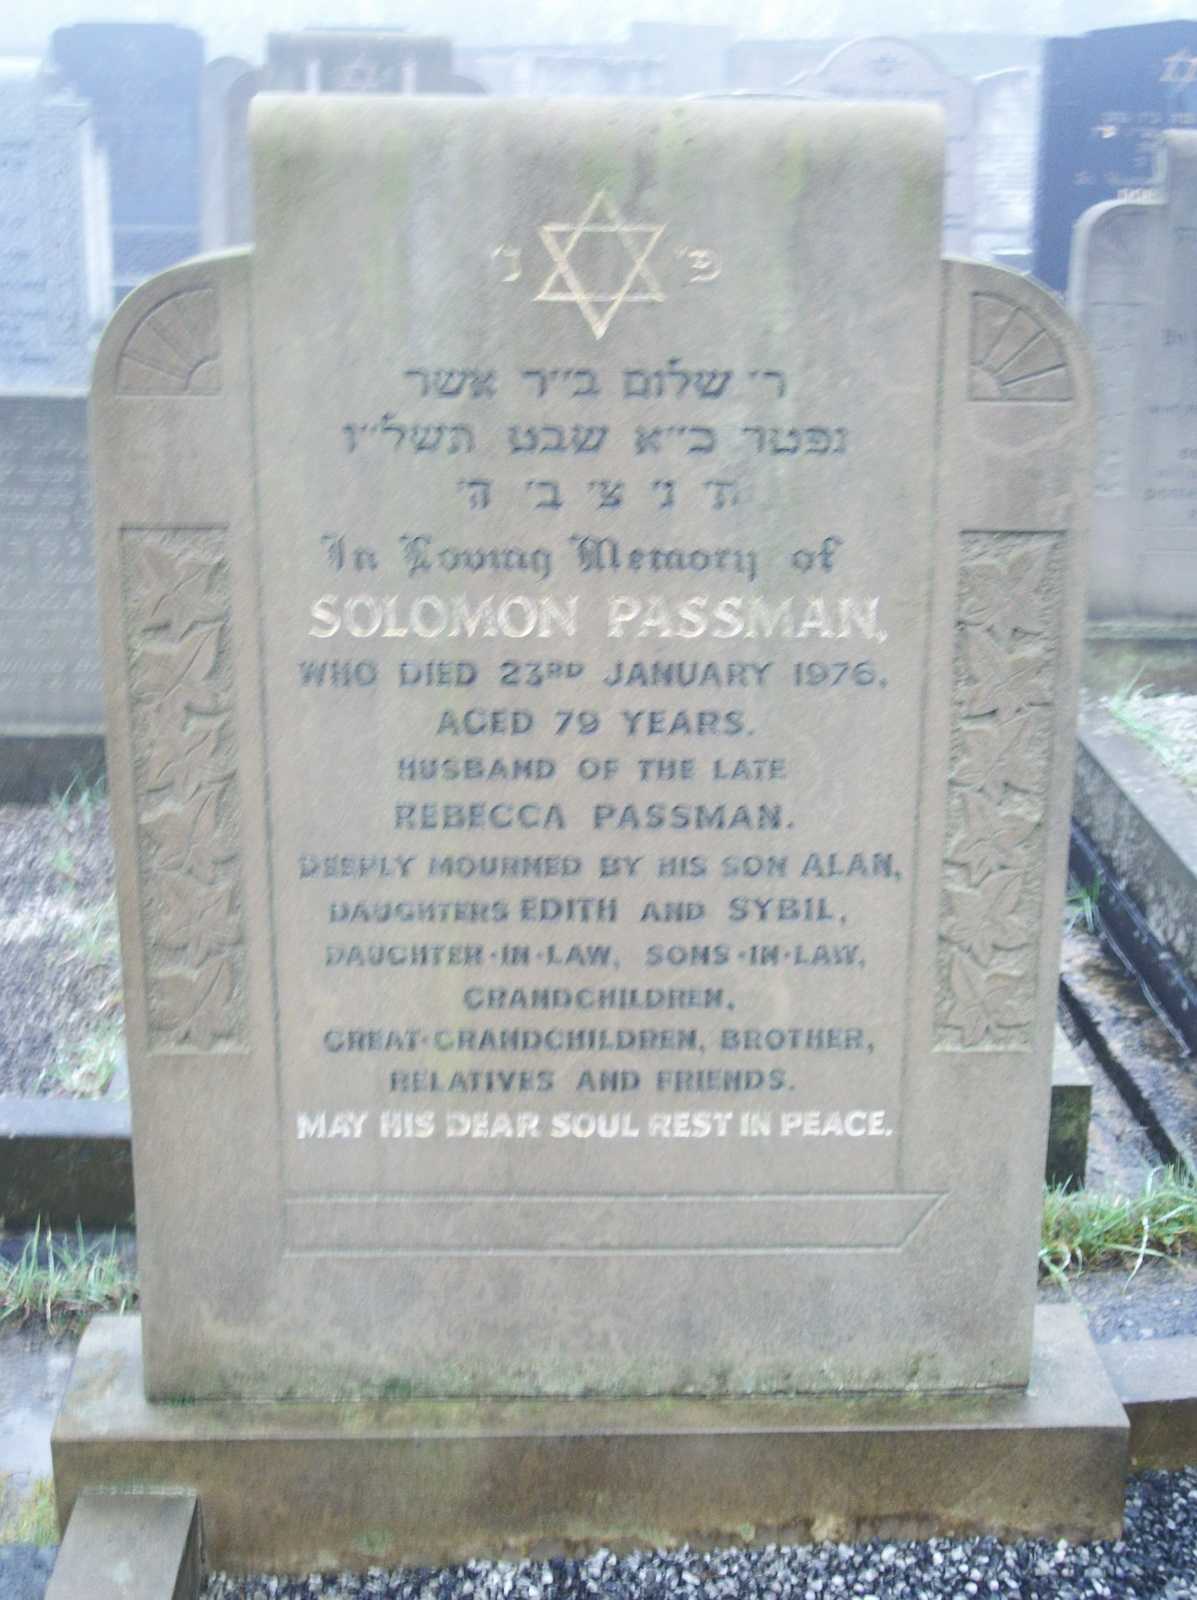 פ׳ נ׳
ר׳ שלום ב״ר אשר
נפטר כ״א שבט תשל״ו
ת׳ נ׳ צ׳ ב׳ ה׳
In Loving Memory of
SOLOMON PASSMAN,
WHO DIED 23RD JANUARY 1976,
AGED 79 YEARS.
HUSBAND OF THE LATE
REBECCA PASSMAN.
DEEPLY MOURNED BY HIS SON ALAN,
DAUGHTERS EDITH AND SYBIL,
DAUGHTER-IN-LAW, SONS-IN-LAW,
GRANDCHILDREN,
GREAT-GRANDCHILDREN, BROTHER,
RELATIVES AND FRIENDS.
MAY HIS DEAR SOUL REST IN PEACE.